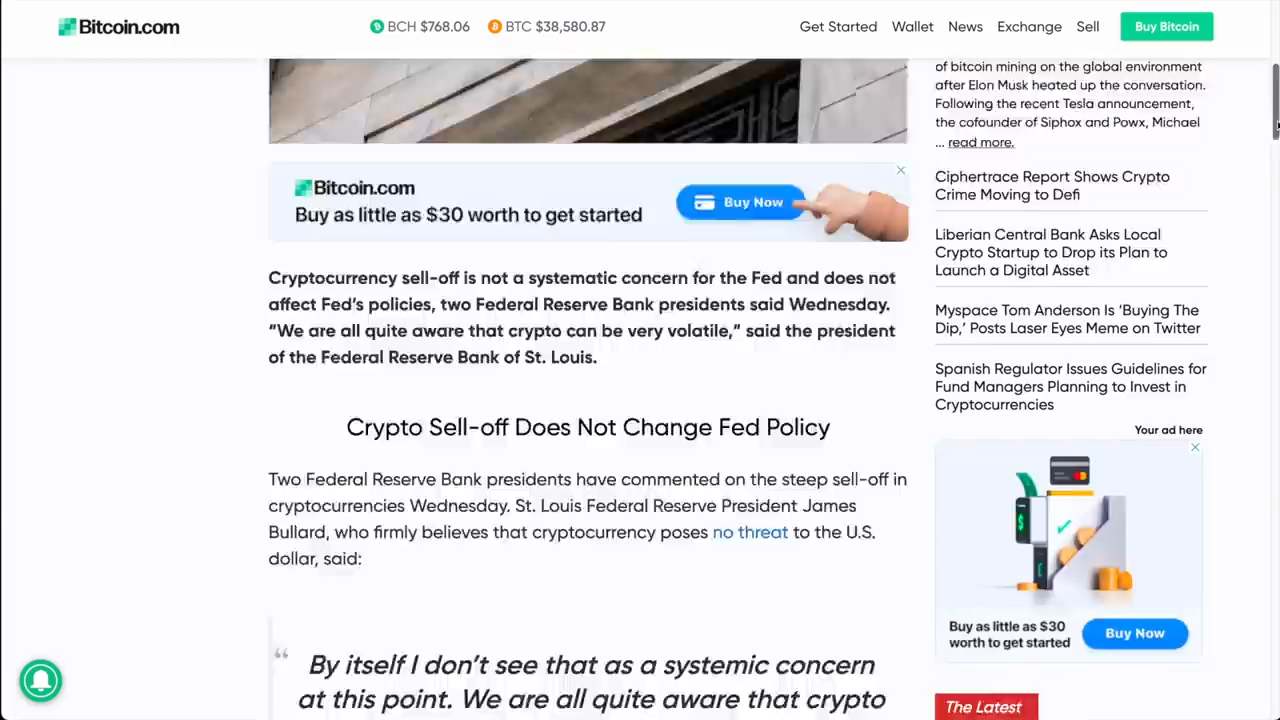 Bitcoin.com
BCH $768.06
BTC $38,580.87
Get Started
Wallet
News
Exchange
Sell
Buy Bitcoin
Bitcoin.com
Buy as little as $30 worth to get started
Buy Now
Cryptocurrency sell-off is not a systematic concern for the Fed and does not
affect Fed’s policies, two Federal Reserve Bank presidents said Wednesday.
“We are all quite aware that crypto can be very volatile,” said the president
of the Federal Reserve Bank of St. Louis.
Crypto Sell-off Does Not Change Fed Policy
Two Federal Reserve Bank presidents have commented on the steep sell-off in
cryptocurrencies Wednesday. St. Louis Federal Reserve President James
Bullard, who firmly believes that cryptocurrency poses no threat to the U.S.
dollar, said:
“
By itself I don’t see that as a systemic concern
at this point. We are all quite aware that crypto
of bitcoin mining on the global environment
after Elon Musk heated up the conversation.
Following the recent Tesla announcement,
the cofounder of Siphox and Powx, Michael
... read more.
Ciphertrace Report Shows Crypto
Crime Moving to Defi
Liberian Central Bank Asks Local
Crypto Startup to Drop its Plan to
Launch a Digital Asset
Myspace Tom Anderson Is ‘Buying The
Dip,’ Posts Laser Eyes Meme on Twitter
Spanish Regulator Issues Guidelines for
Fund Managers Planning to Invest in
Cryptocurrencies
Your ad here
$
Buy as little as $30
worth to get started
Buy Now
The Latest